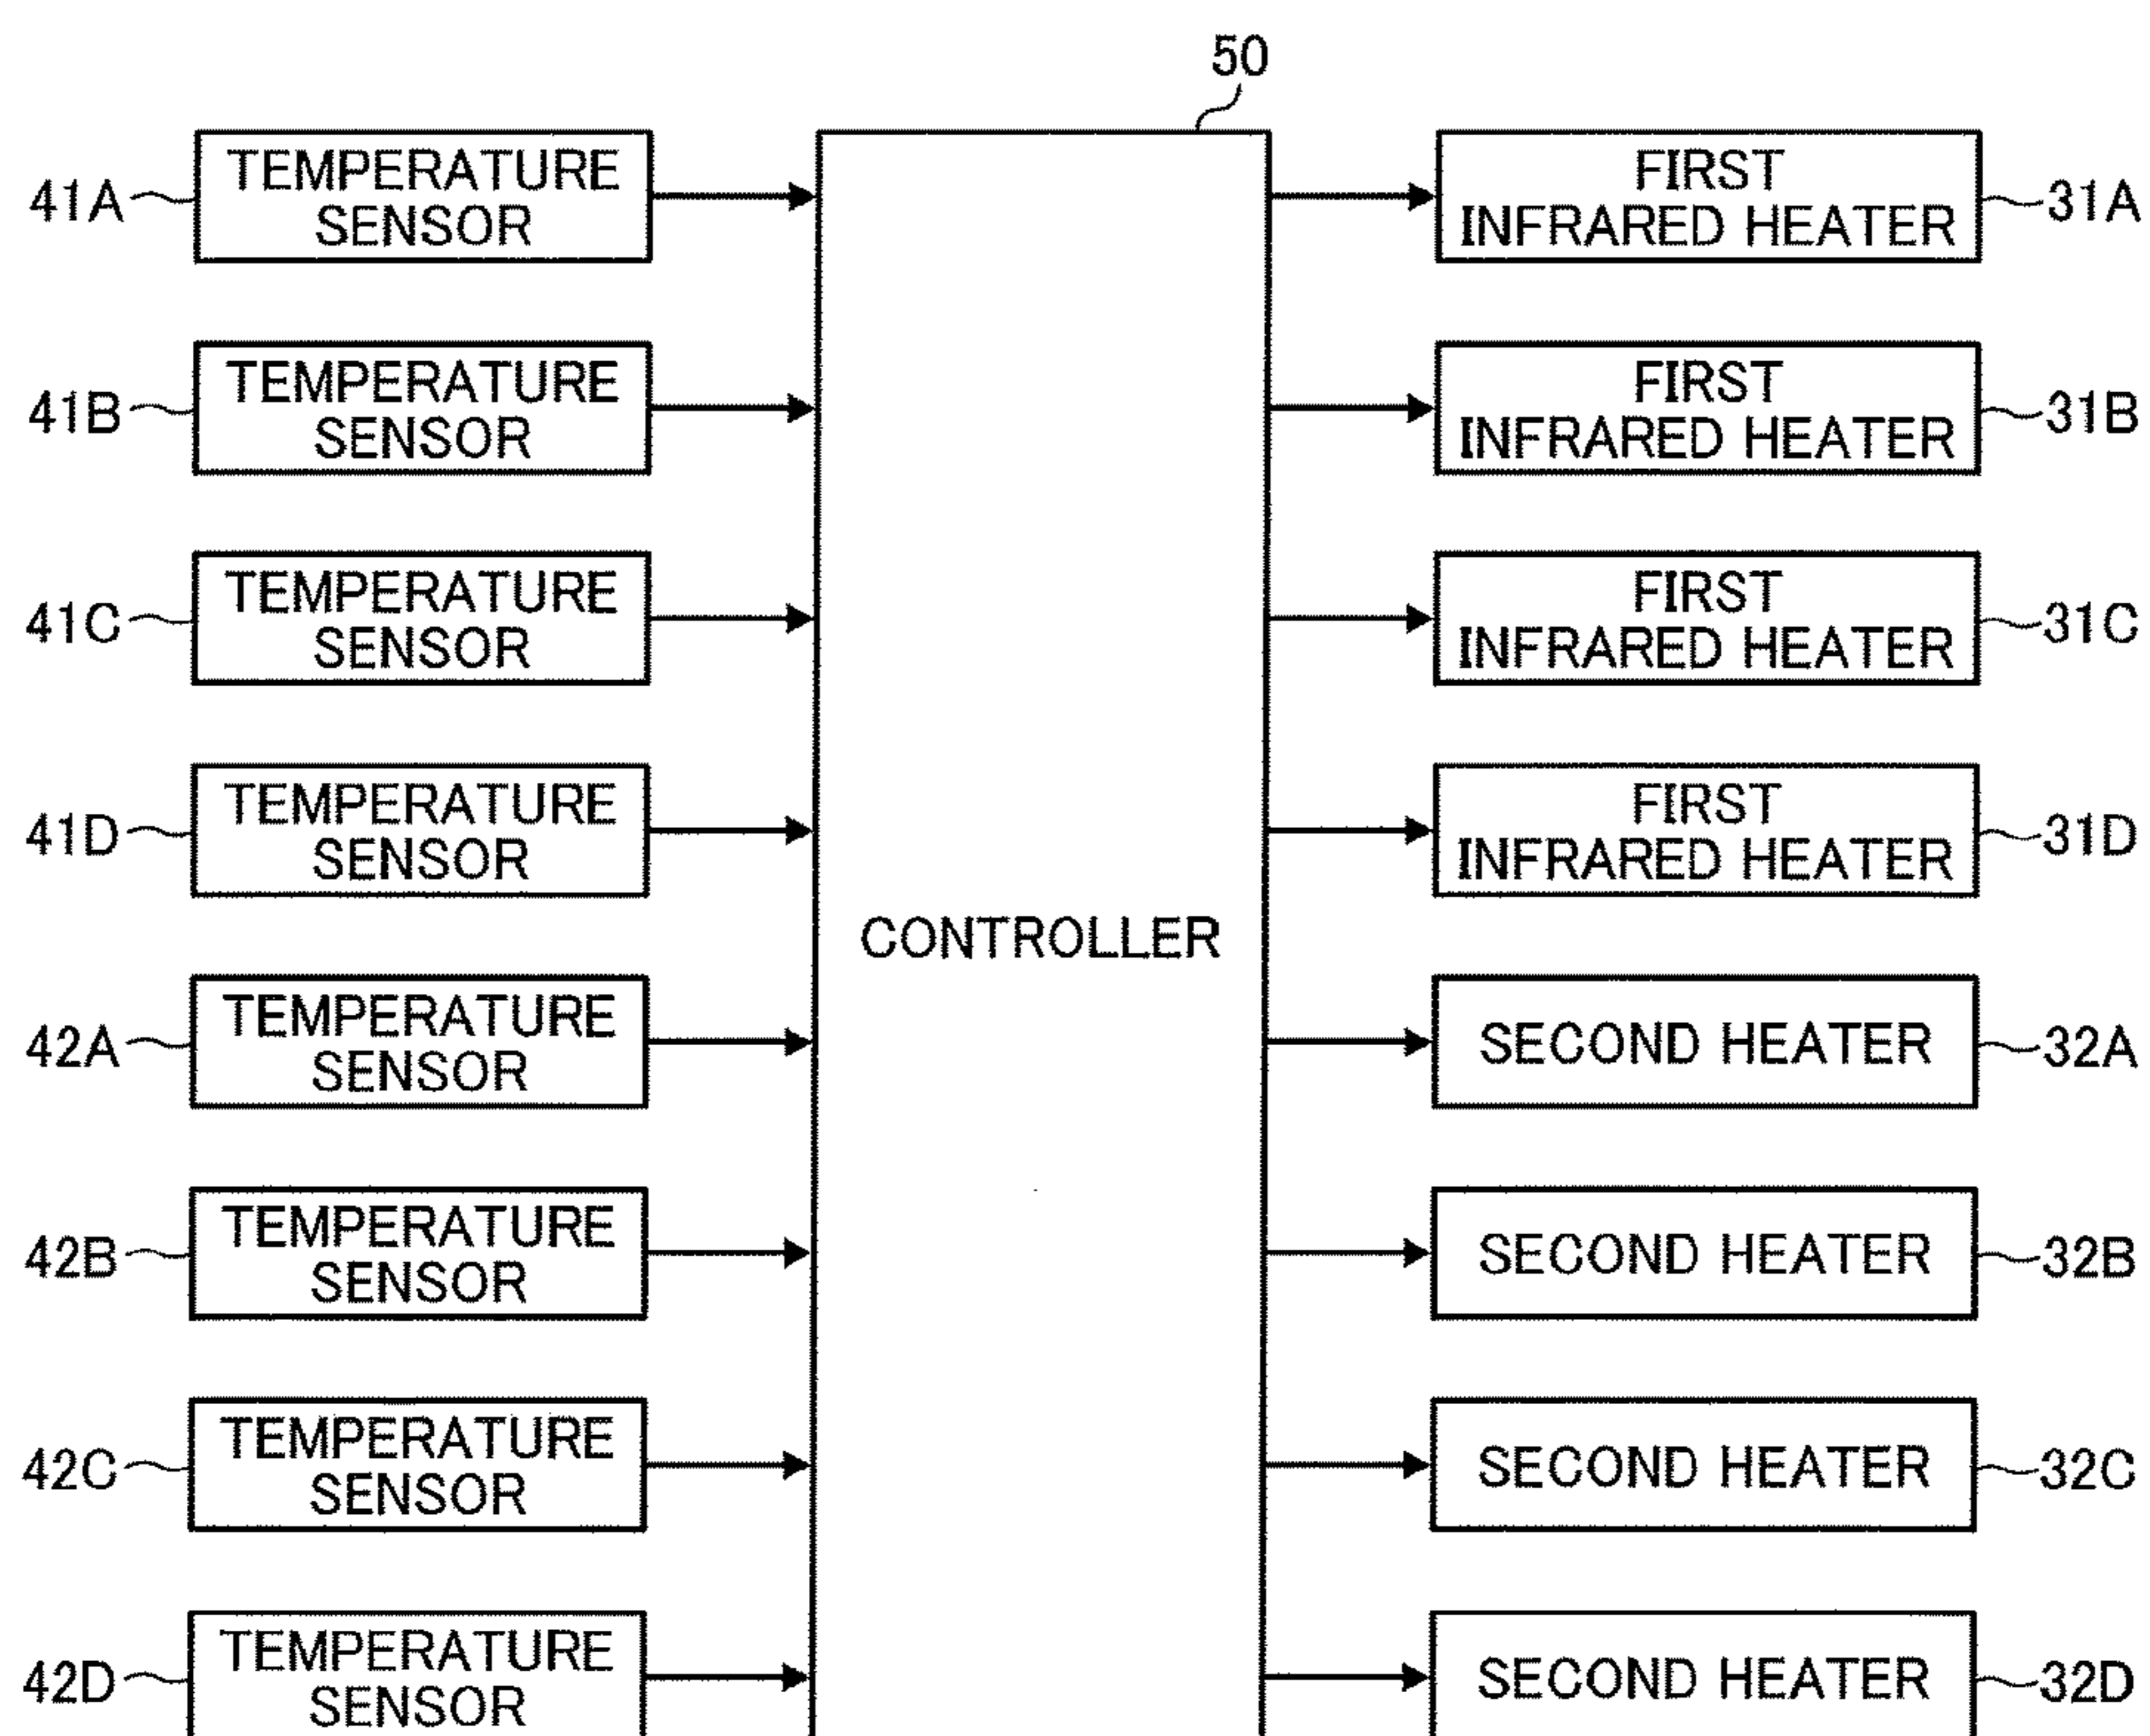 50
41A
TEMPERATURE
SENSOR
FIRST
INFRARED HEATER
31A
41B
TEMPERATURE
SENSOR
FIRST
INFRARED HEATER
31B
41C
TEMPERATURE
SENSOR
FIRST
INFRARED HEATER
31C
41D
TEMPERATURE
SENSOR
FIRST
INFRARED HEATER
31D
CONTROLLER
42A
TEMPERATURE
SENSOR
SECOND HEATER
32A
42B
TEMPERATURE
SENSOR
SECOND HEATER
32B
42C
TEMPERATURE
SENSOR
SECOND HEATER
32C
42D
TEMPERATURE
SENSOR
SECOND HEATER
32D